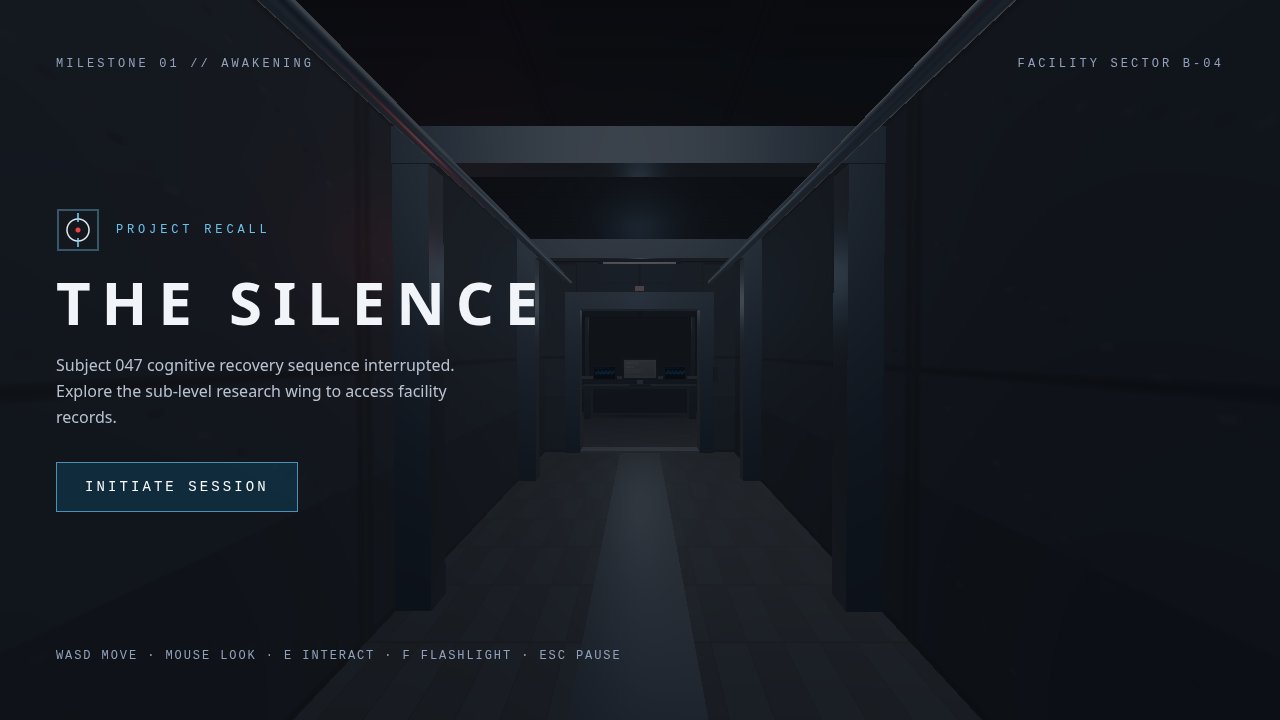 MILESTONE 01 // AWAKENING
FACILITY SECTOR B-04
PROJECT RECALL
THE SILENCE
Subject 047 cognitive recovery sequence interrupted.
Explore the sub-level research wing to access facility
records.
INITIATE SESSION
WASD MOVE · MOUSE LOOK · E INTERACT · F FLASHLIGHT · ESC PAUSE